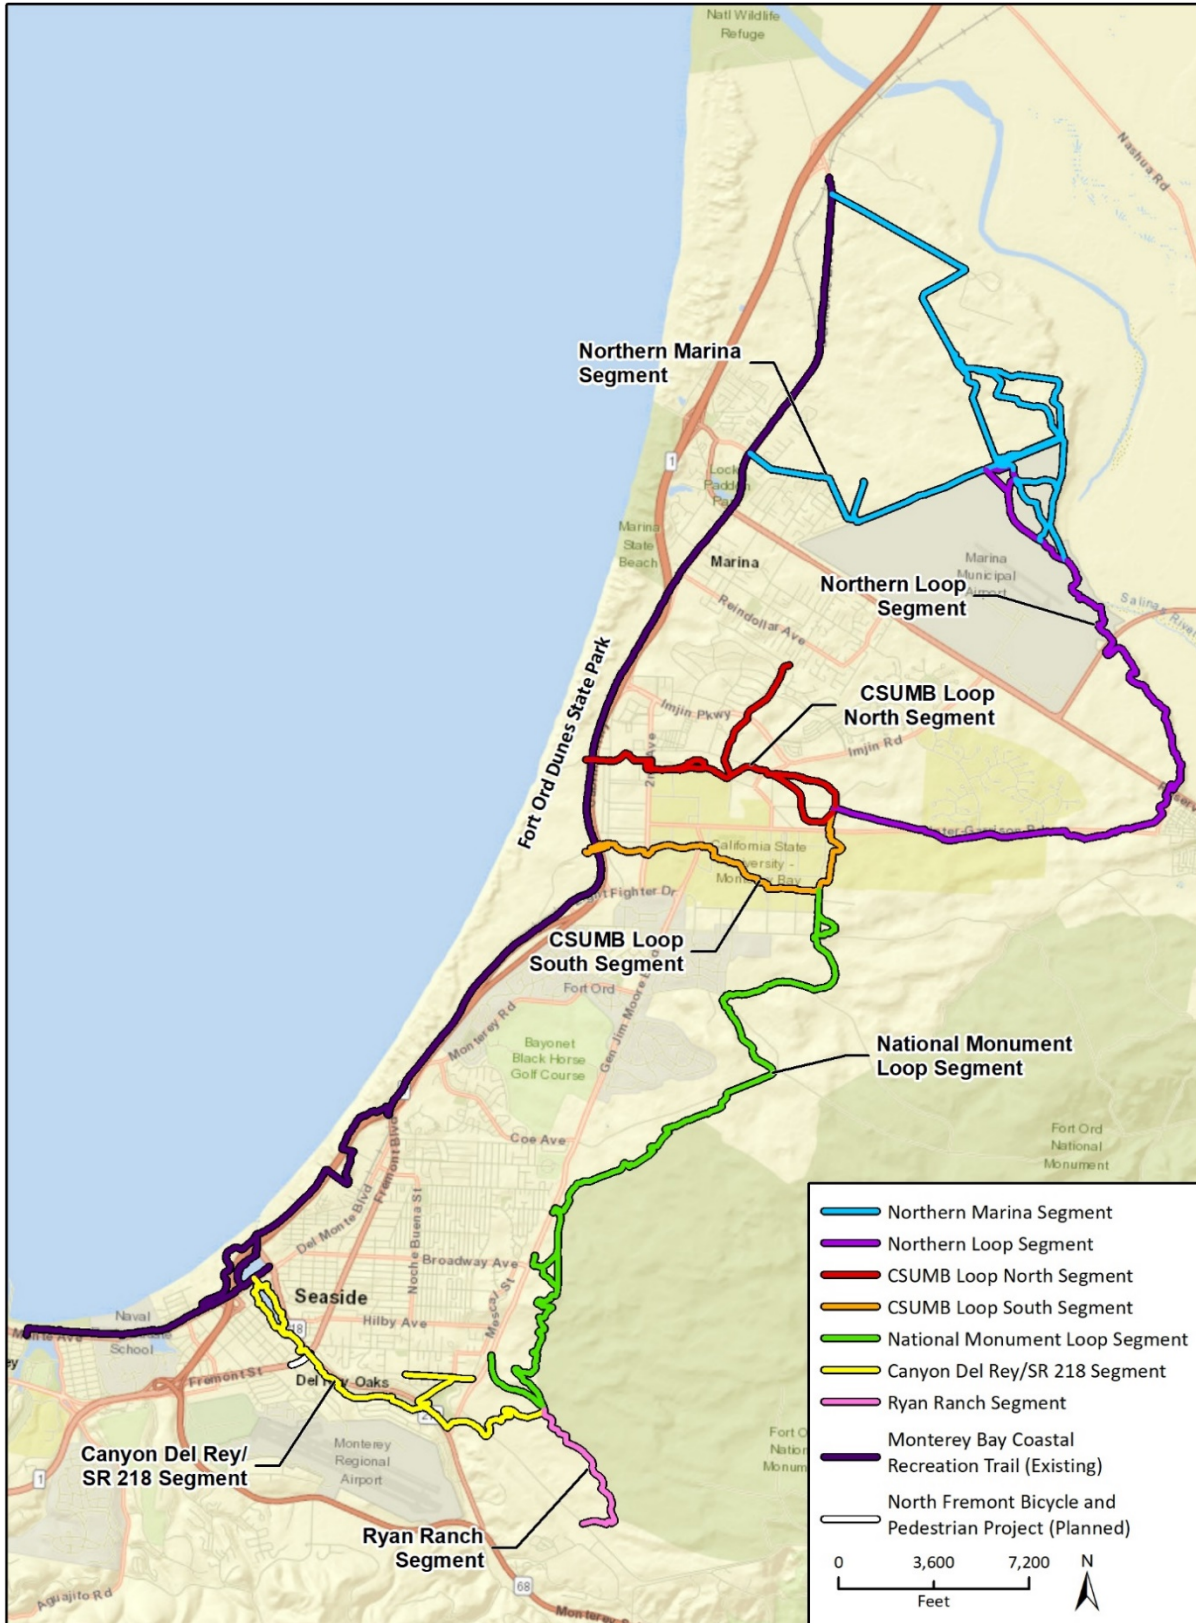 Natl Wildlife
Refuge
Nashua Rd
Northern Marina
Segment
1
Locke
Paddon
Park
Marina
State
Beach
Marina
Marina
Municipal
Airport
Northern Loop
Segment
Salinas River
Reindollar Ave
Fort Ord Dunes State Park
CSUMB Loop
North Segment
Imjin Pkwy
Imjin Rd
2nd Ave
California State
Monterey Bay
Fighter Dr
CSUMB Loop
South Segment
Fort Ord
Gen Jim Moore
Monterey Rd
Bayonet
Black Horse
Golf Course
National Monument
Loop Segment
Coe Ave
Fort Ord
National
Monument
Fremont Blvd
Del Monte Blvd
Noche Buena St
Broadway Ave
Mescal St
Seaside
Hilby Ave
Naval
School
Monte Ave
18
Fremont St
Del Rey Oaks
Monterey
Regional
Airport
Canyon Del Rey/
SR 218 Segment
1
Ryan Ranch
Segment
68
Aguajito Rd
Northern Marina Segment
Northern Loop Segment
CSUMB Loop North Segment
CSUMB Loop South Segment
National Monument Loop Segment
Canyon Del Rey/SR 218 Segment
Ryan Ranch Segment
Monterey Bay Coastal
Recreation Trail (Existing)
North Fremont Bicycle and
Pedestrian Project (Planned)
0 3,600 7,200
Feet
N